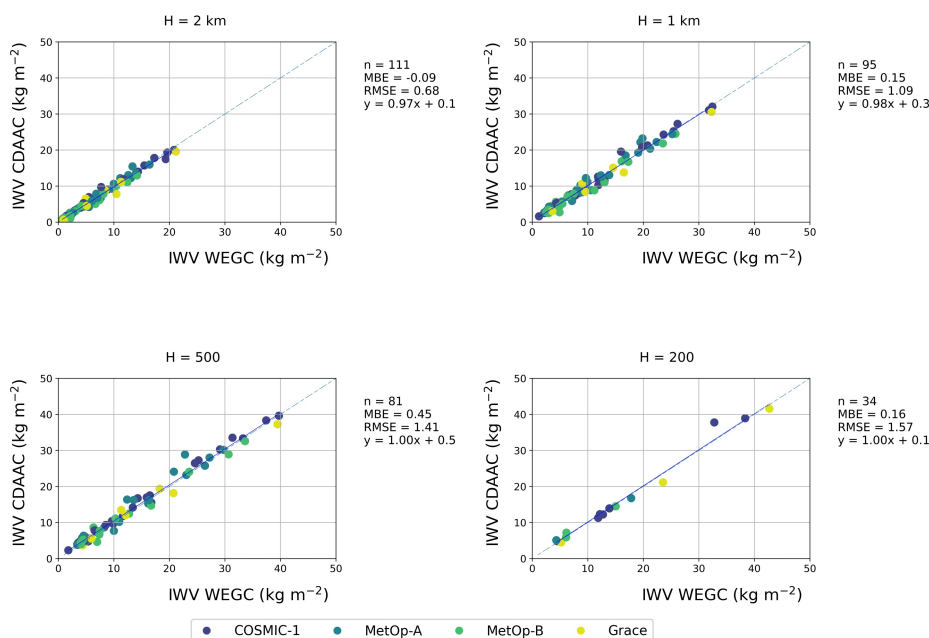 H = 2 km
50
40
30
20
10
0
0 10 20 30 40 50
IWV CDAAC (kg m⁻²)
IWV WEGC (kg m⁻²)
n = 111
MBE = -0.09
RMSE = 0.68
y = 0.97x + 0.1
H = 1 km
50
40
30
20
10
0
0 10 20 30 40 50
IWV CDAAC (kg m⁻²)
IWV WEGC (kg m⁻²)
n = 95
MBE = 0.15
RMSE = 1.09
y = 0.98x + 0.3
H = 500
50
40
30
20
10
0
0 10 20 30 40 50
IWV CDAAC (kg m⁻²)
IWV WEGC (kg m⁻²)
n = 81
MBE = 0.45
RMSE = 1.41
y = 1.00x + 0.5
H = 200
50
40
30
20
10
0
0 10 20 30 40 50
IWV CDAAC (kg m⁻²)
IWV WEGC (kg m⁻²)
n = 34
MBE = 0.16
RMSE = 1.57
y = 1.00x + 0.1
COSMIC-1 MetOp-A MetOp-B Grace